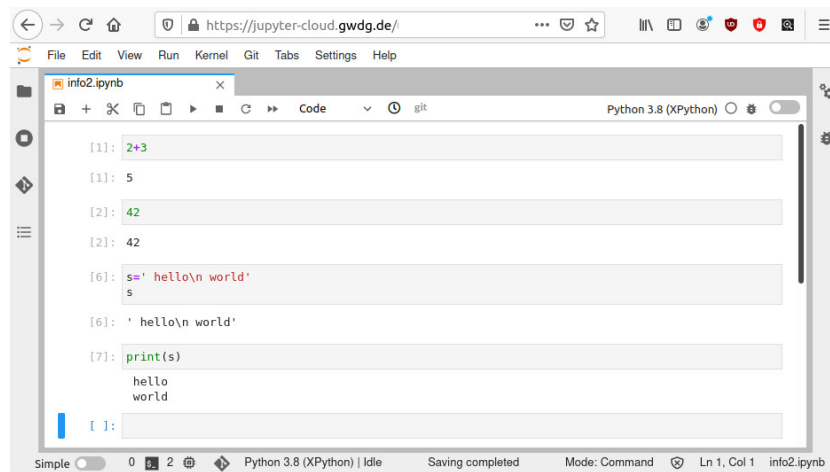 https://jupyter-cloud.gwdg.de/
File Edit View Run Kernel Git Tabs Settings Help
info2.ipynb
Code git Python 3.8 (XPython)
[1]: 2+3
[1]: 5
[2]: 42
[2]: 42
[6]: s=' hello\n world'
s
[6]: ' hello\n world'
[7]: print(s)
hello
world
[ ]:
Simple 0 2 Python 3.8 (XPython) | Idle Saving completed Mode: Command Ln 1, Col 1 info2.ipynb